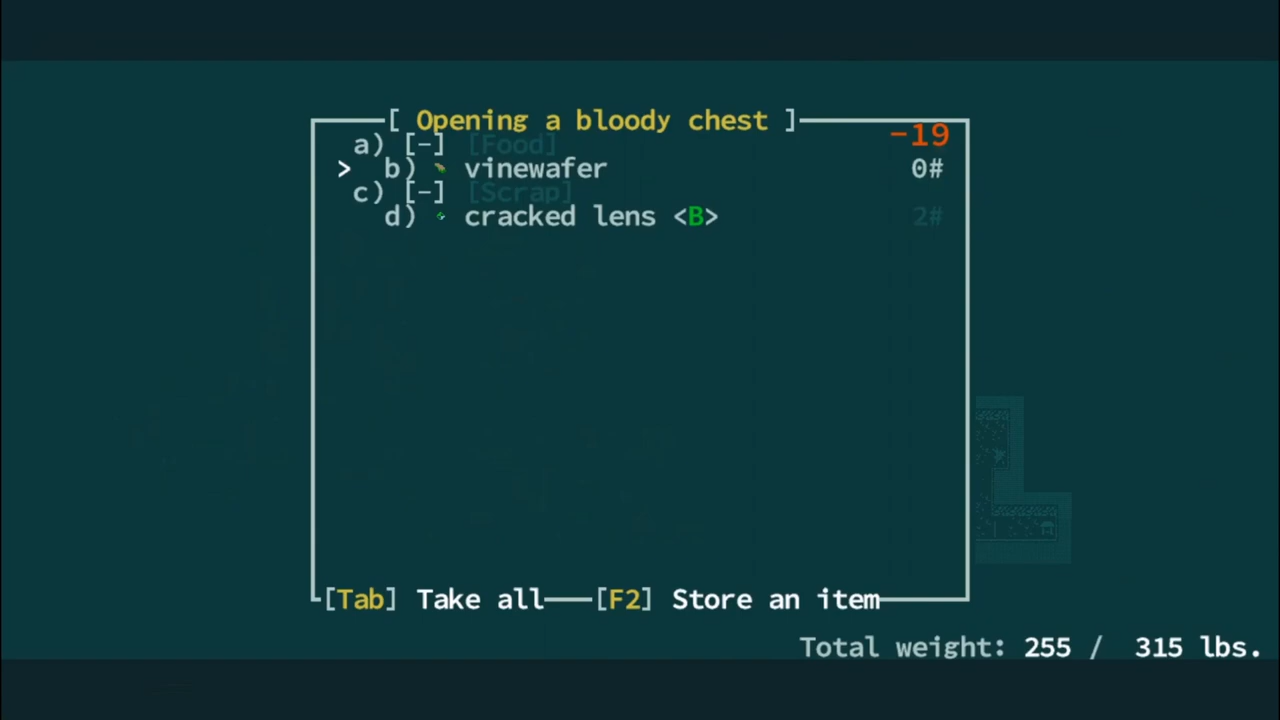 [ Opening a bloody chest ]
-19
a) [-] [Food]
> b) vinewafer 0#
c) [-] [Scrap]
d) cracked lens <B> 2#
[Tab] Take all [F2] Store an item
Total weight: 255 / 315 lbs.